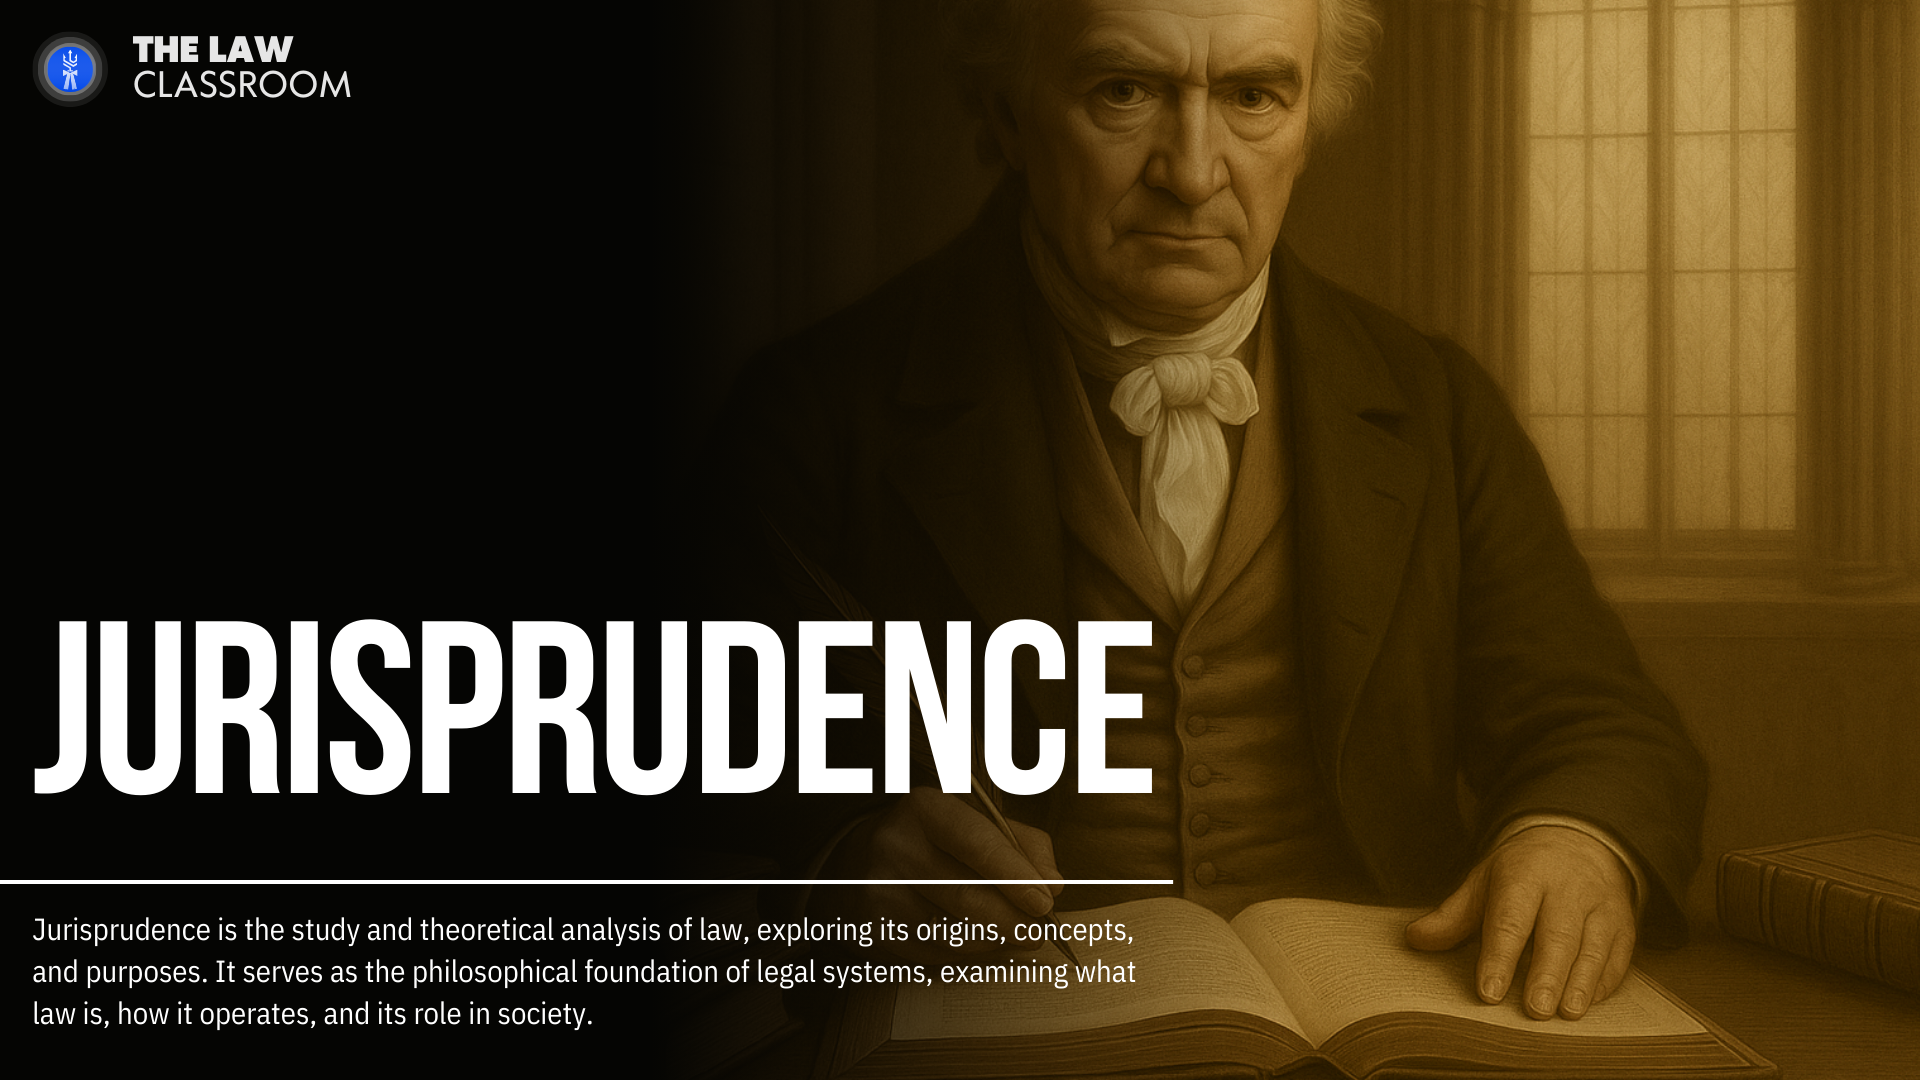 THE LAW
CLASSROOM
JURISPRUDENCE
Jurisprudence is the study and theoretical analysis of law, exploring its origins, concepts,
and purposes. It serves as the philosophical foundation of legal systems, examining what
law is, how it operates, and its role in society.